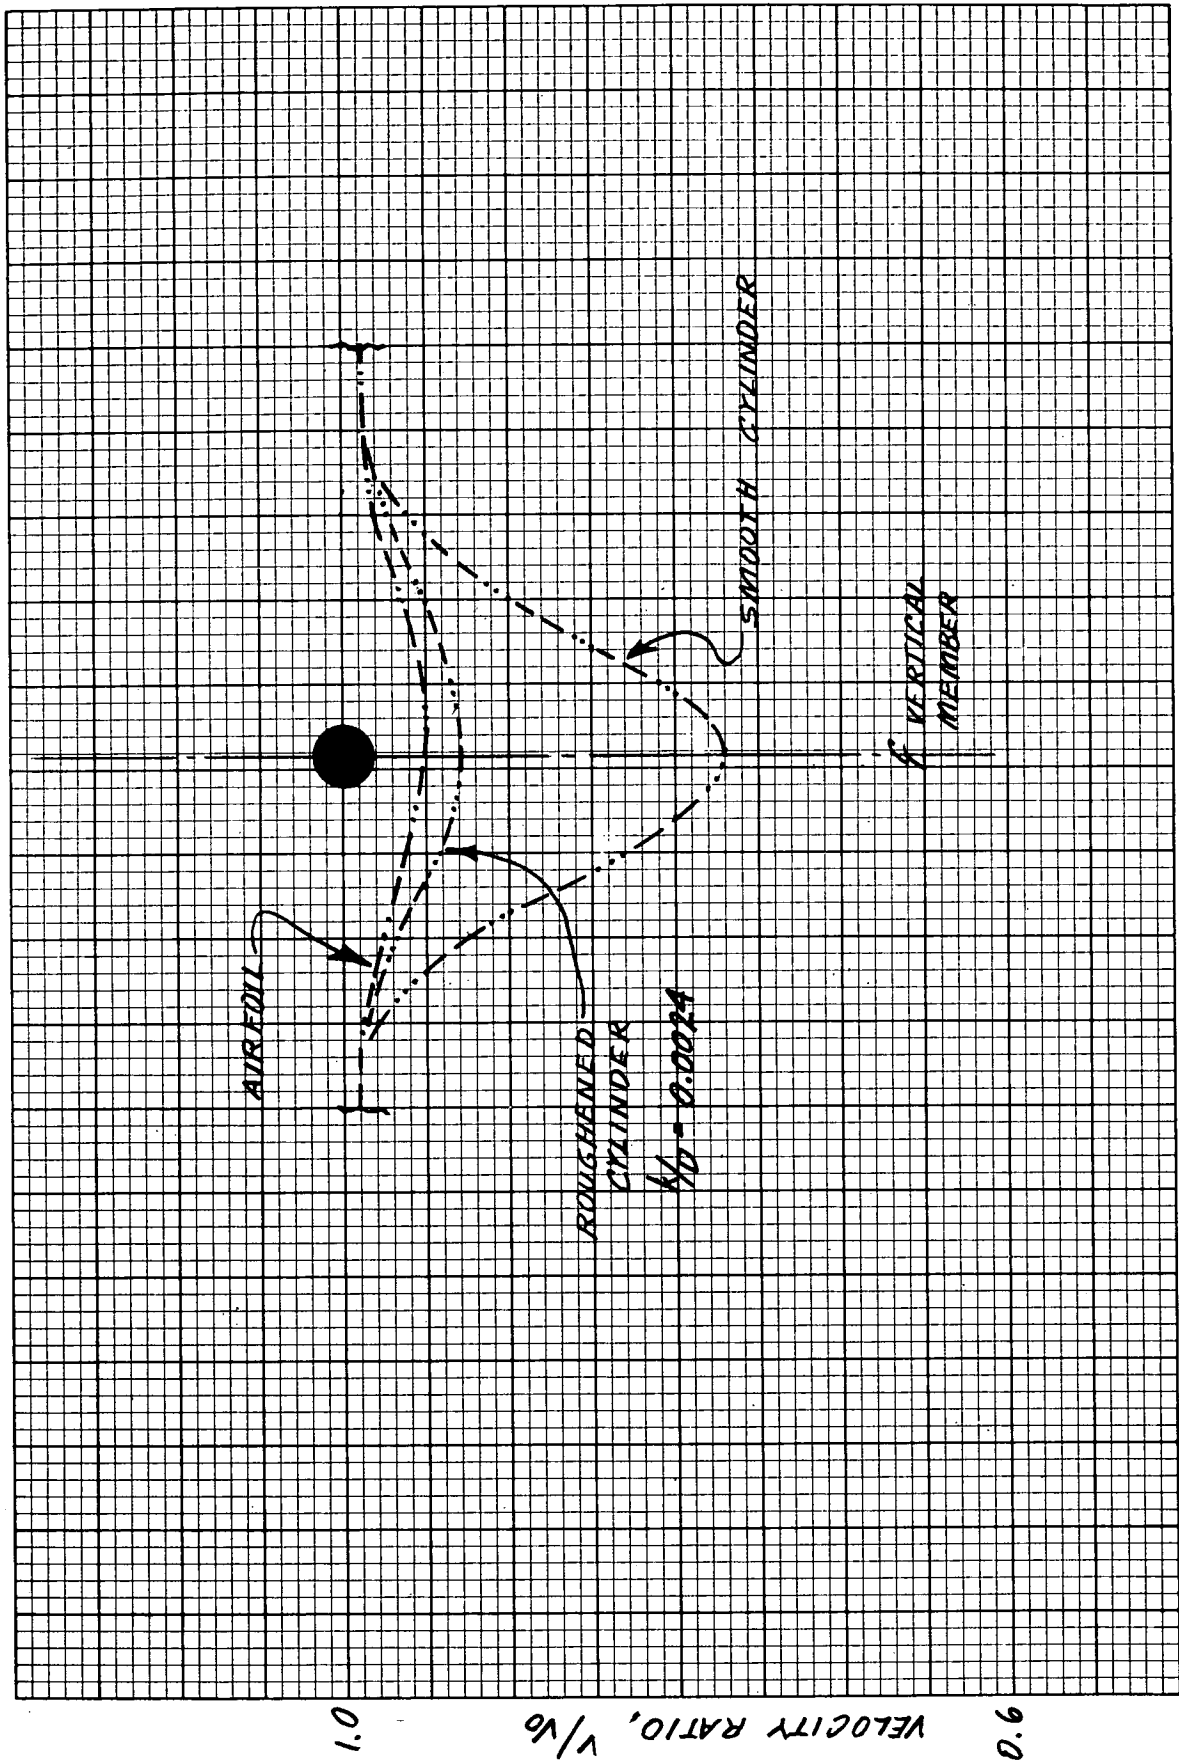 AIRFOIL
ROUGHENED
CYLINDER
k/D = 0.0024
SMOOTH CYLINDER
℄ VERTICAL
MEMBER
1.0
VELOCITY RATIO,
V/V₀
0.6